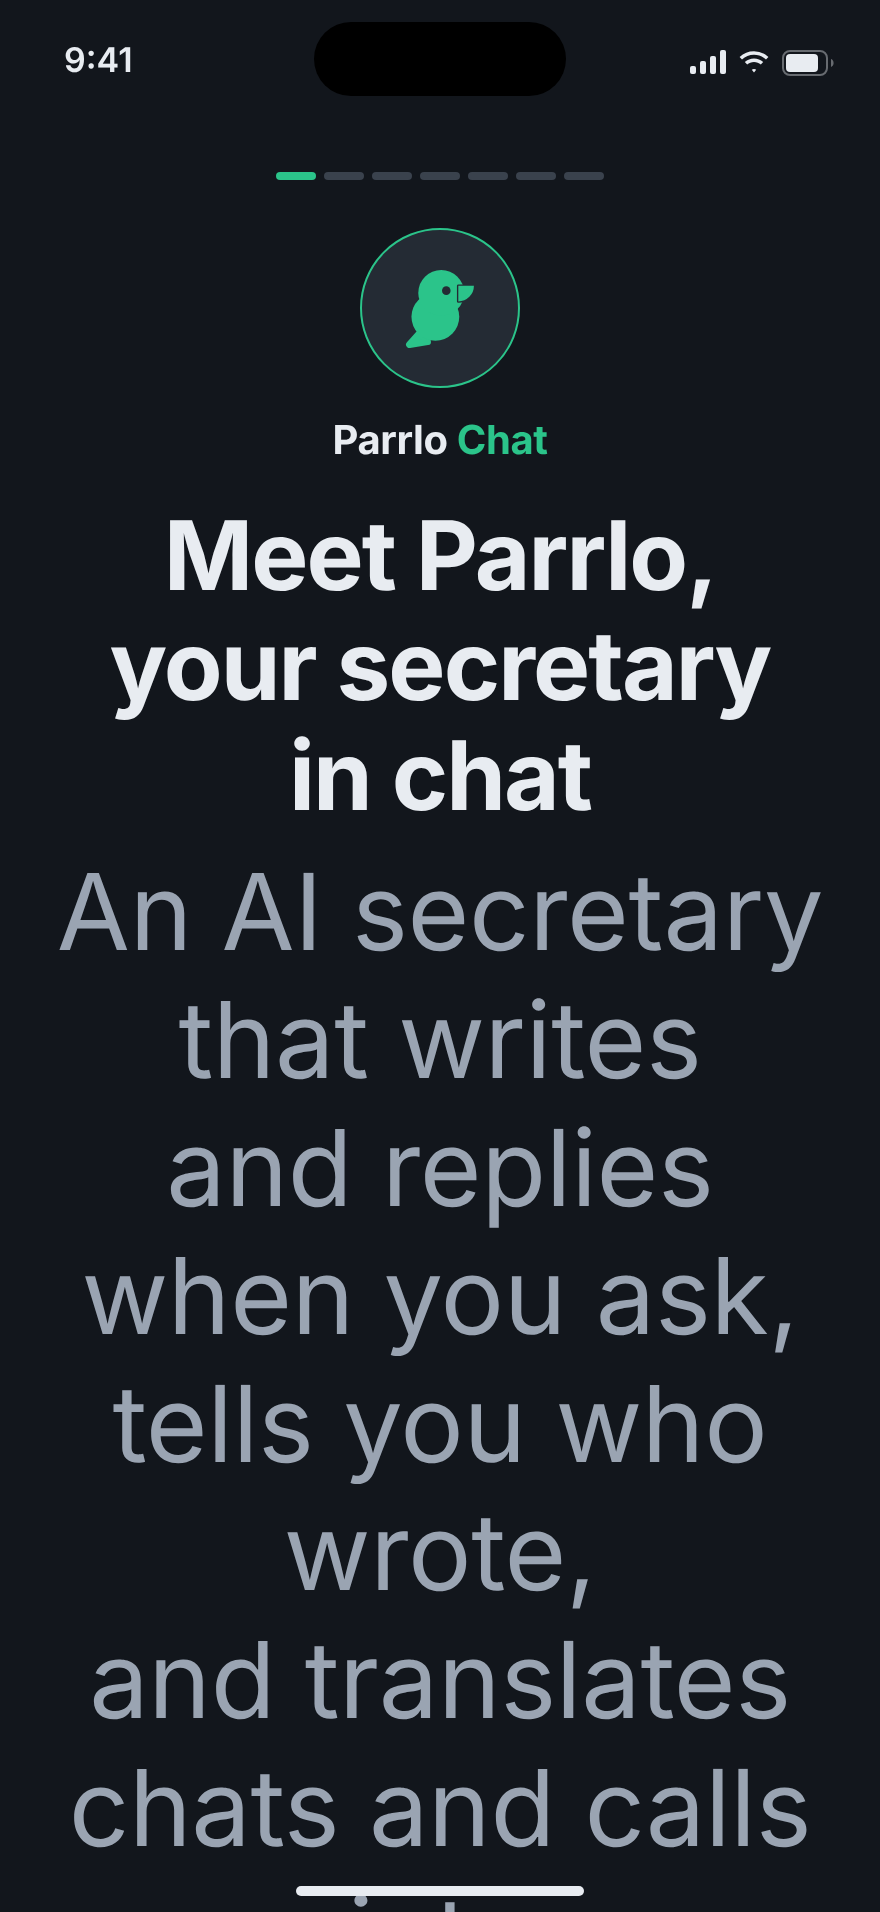 9:41
Parrlo Chat
Meet Parrlo,
your secretary
in chat
An AI secretary
that writes
and replies
when you ask,
tells you who
wrote,
and translates
chats and calls